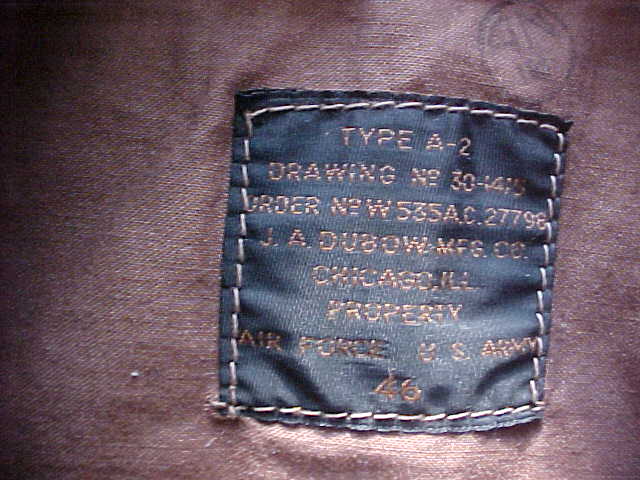 TYPE A-2
DRAWING Nº 30-1415
ORDER Nº W535A.C.27798
J. A. DUBOW MFG. CO.
CHICAGO, ILL.
PROPERTY
AIR FORCE U. S. ARMY
46